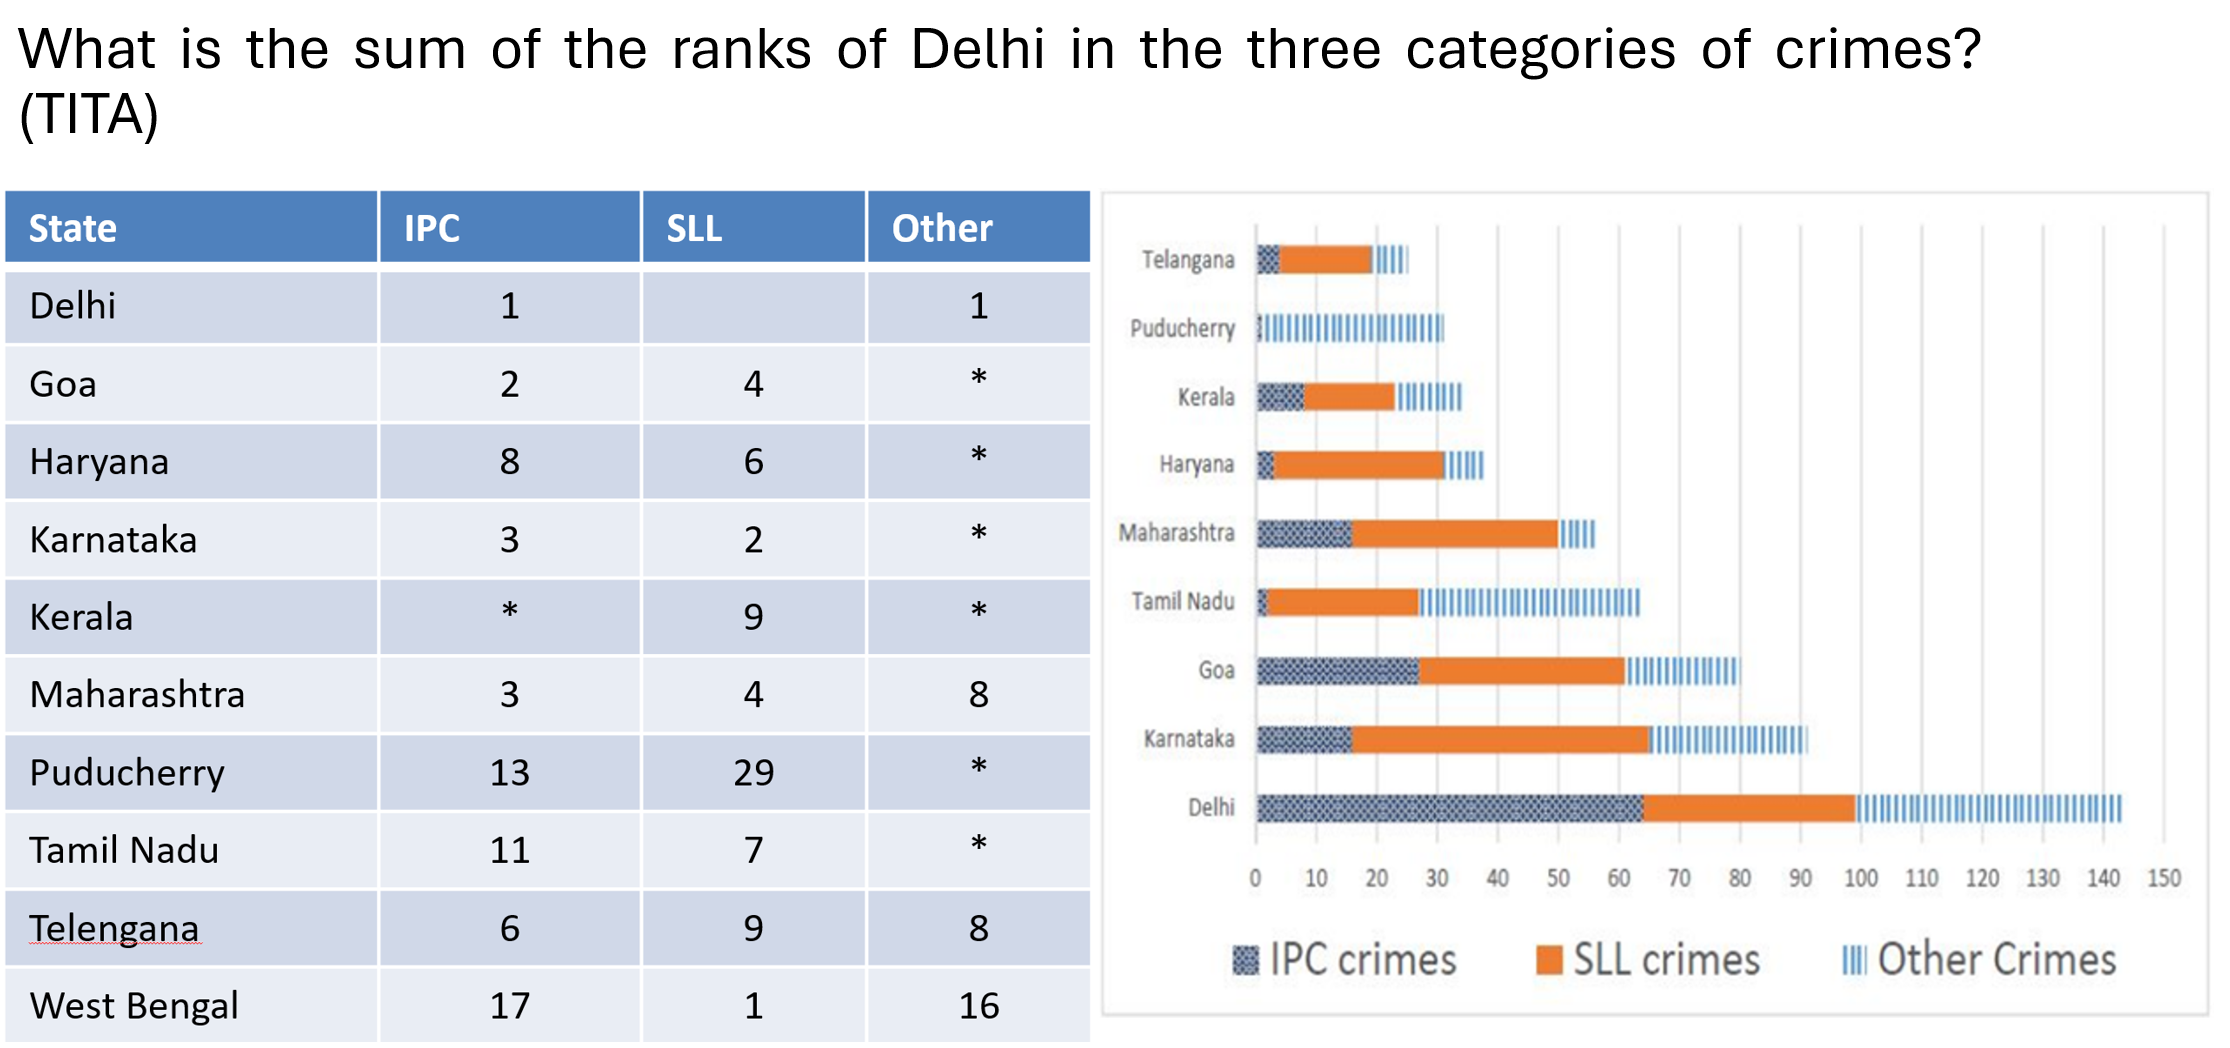 What is the sum of the ranks of Delhi in the three categories of crimes?
(TITA)
State IPC SLL Other
Delhi 1 1
Goa 2 4 *
Haryana 8 6 *
Karnataka 3 2 *
Kerala * 9 *
Maharashtra 3 4 8
Puducherry 13 29 *
Tamil Nadu 11 7 *
Telengana 6 9 8
West Bengal 17 1 16
Telangana
Puducherry
Kerala
Haryana
Maharashtra
Tamil Nadu
Goa
Karnataka
Delhi
0 10 20 30 40 50 60 70 80 90 100 110 120 130 140 150
IPC crimes SLL crimes Other Crimes